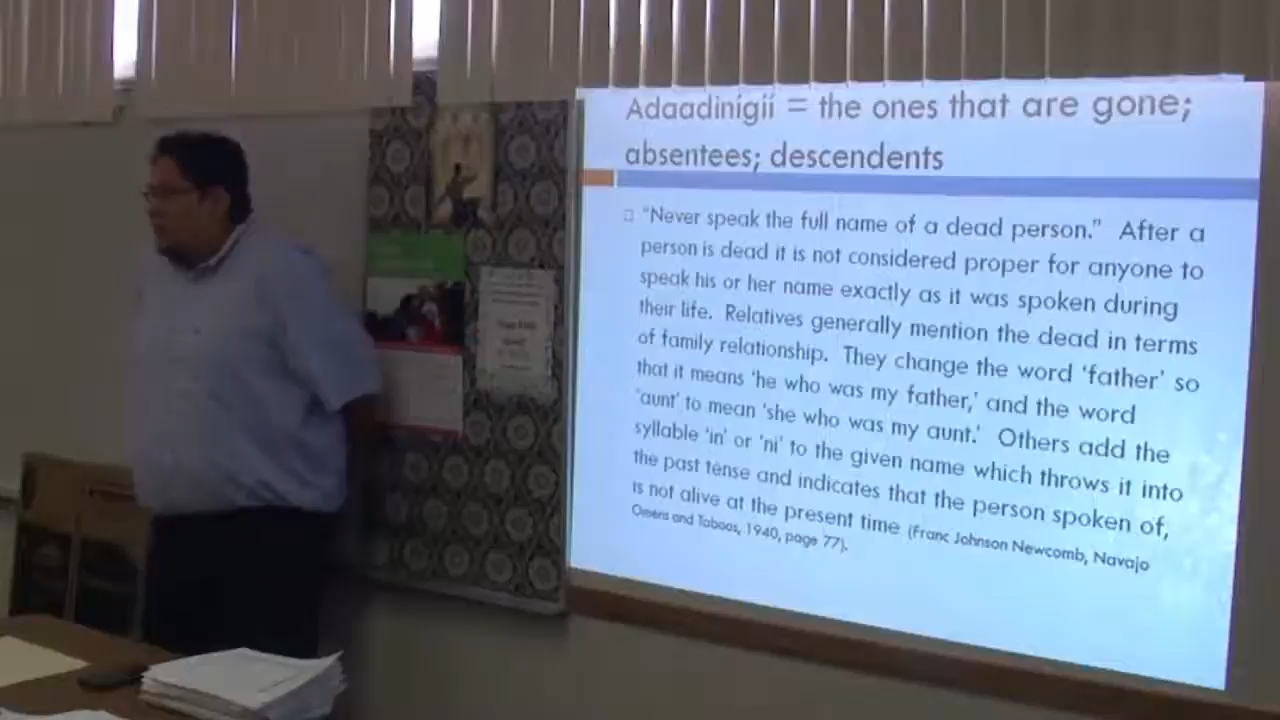 Adaadinígíí = the ones that are gone;
absentees; descendents
"Never speak the full name of a dead person." After a
person is dead it is not considered proper for anyone to
speak his or her name exactly as it was spoken during
their life. Relatives generally mention the dead in terms
of family relationship. They change the word 'father' so
that it means 'he who was my father,' and the word
'aunt' to mean 'she who was my aunt.' Others add the
syllable 'in' or 'ni' to the given name which throws it into
the past tense and indicates that the person spoken of,
is not alive at the present time (Franc Johnson Newcomb, Navajo
Omens and Taboos, 1940, page 77).